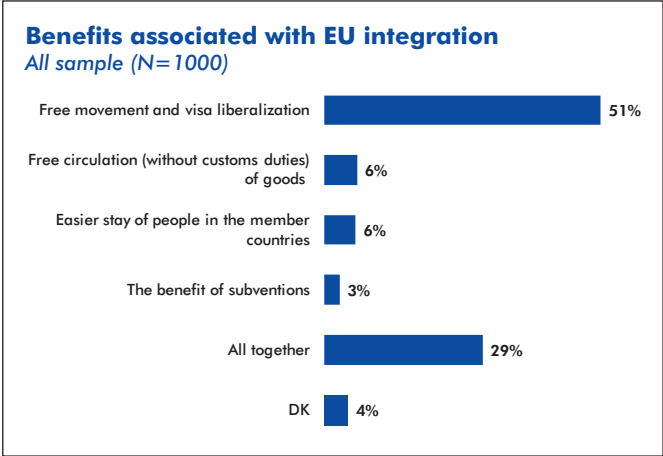 Benefits associated with EU integration
All sample (N=1000)
Free movement and visa liberalization 51%
Free circulation (without customs duties)
of goods 6%
Easier stay of people in the member
countries 6%
The benefit of subventions 3%
All together 29%
DK 4%